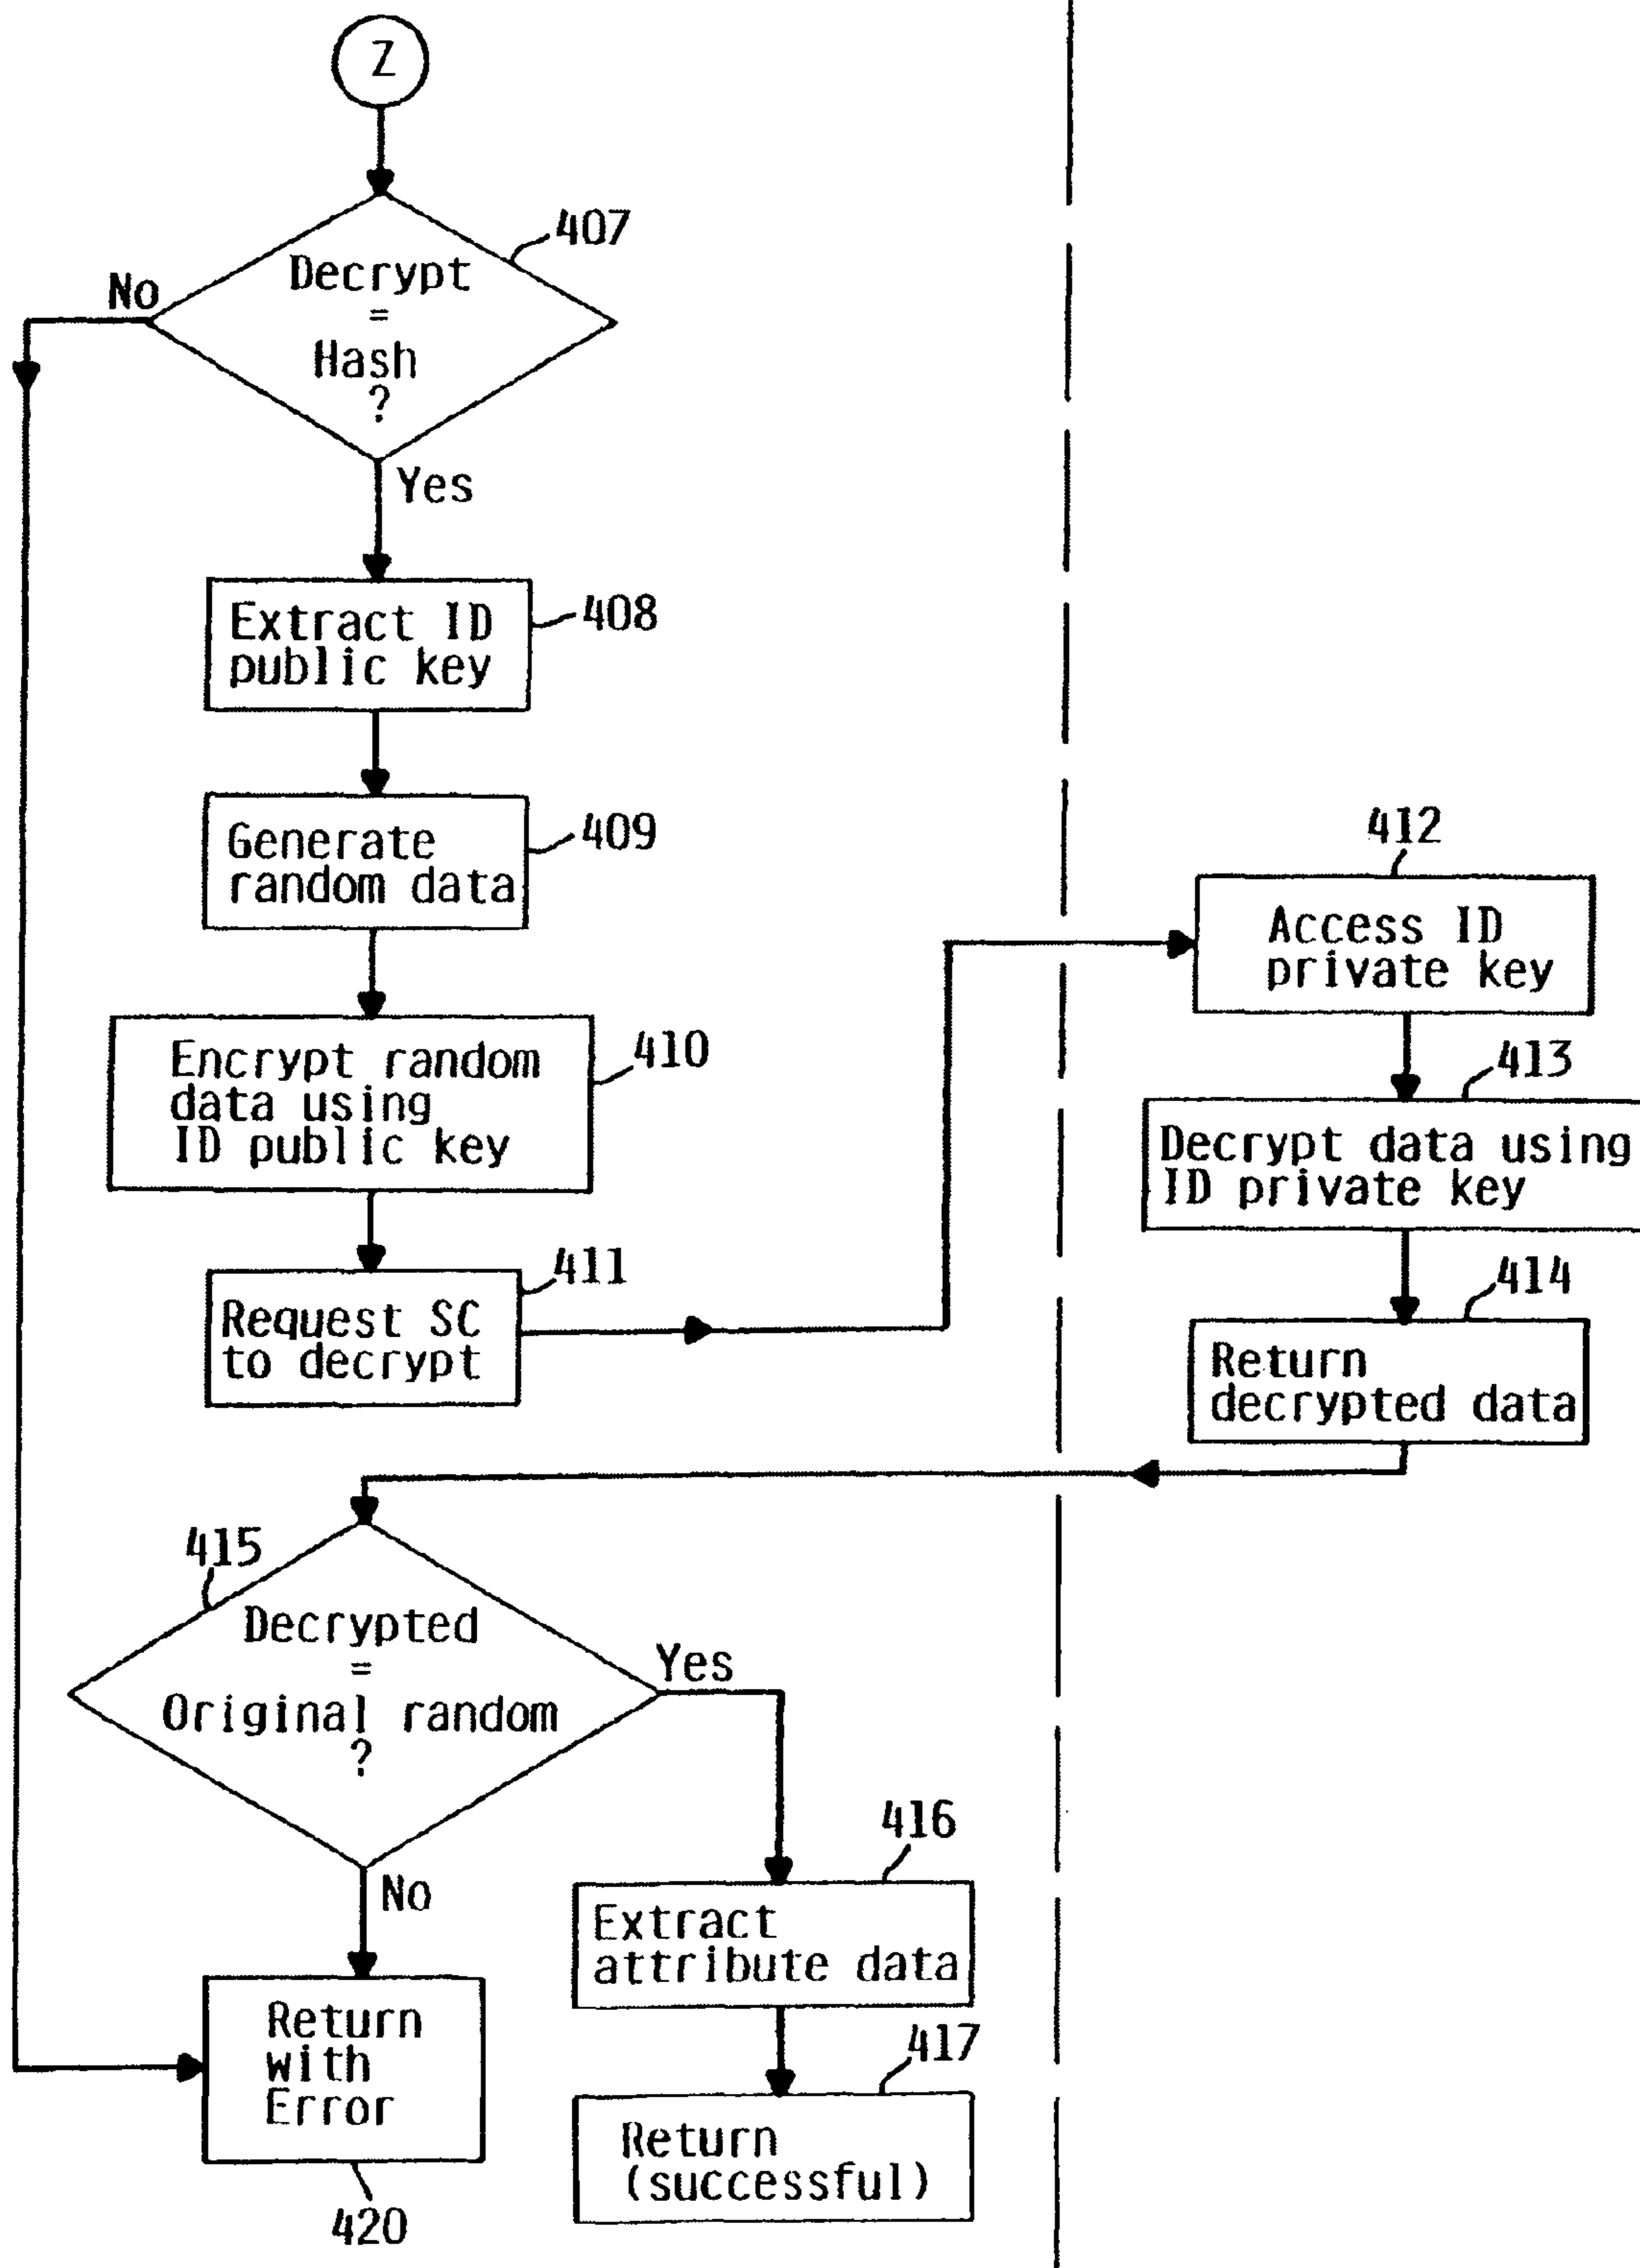 Z
407
Decrypt
=
Hash
?
No
Yes
Extract ID
public key
408
Generate
random data
409
Encrypt random
data using
ID public key
410
Request SC
to decrypt
411
412
Access ID
private key
413
Decrypt data using
ID private key
414
Return
decrypted data
415
Decrypted
=
Original random
?
Yes
No
416
Extract
attribute data
417
Return
(successful)
Return
with
Error
420